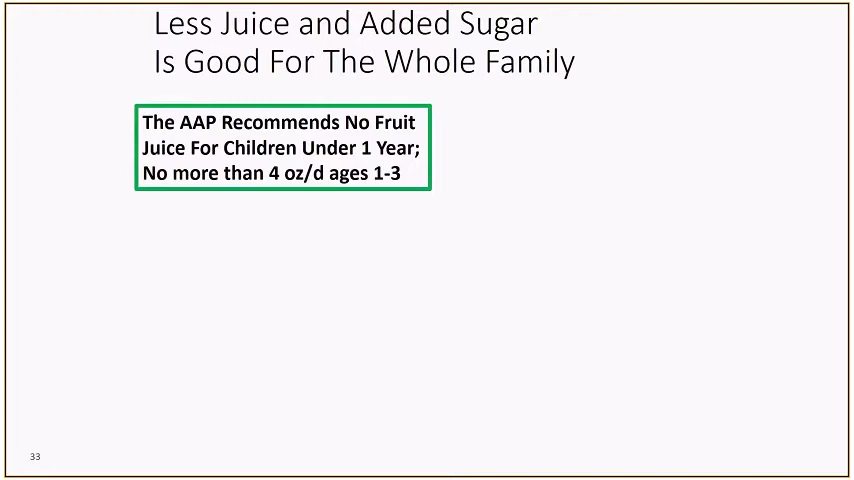 Less Juice and Added Sugar
Is Good For The Whole Family
The AAP Recommends No Fruit
Juice For Children Under 1 Year;
No more than 4 oz/d ages 1-3
33